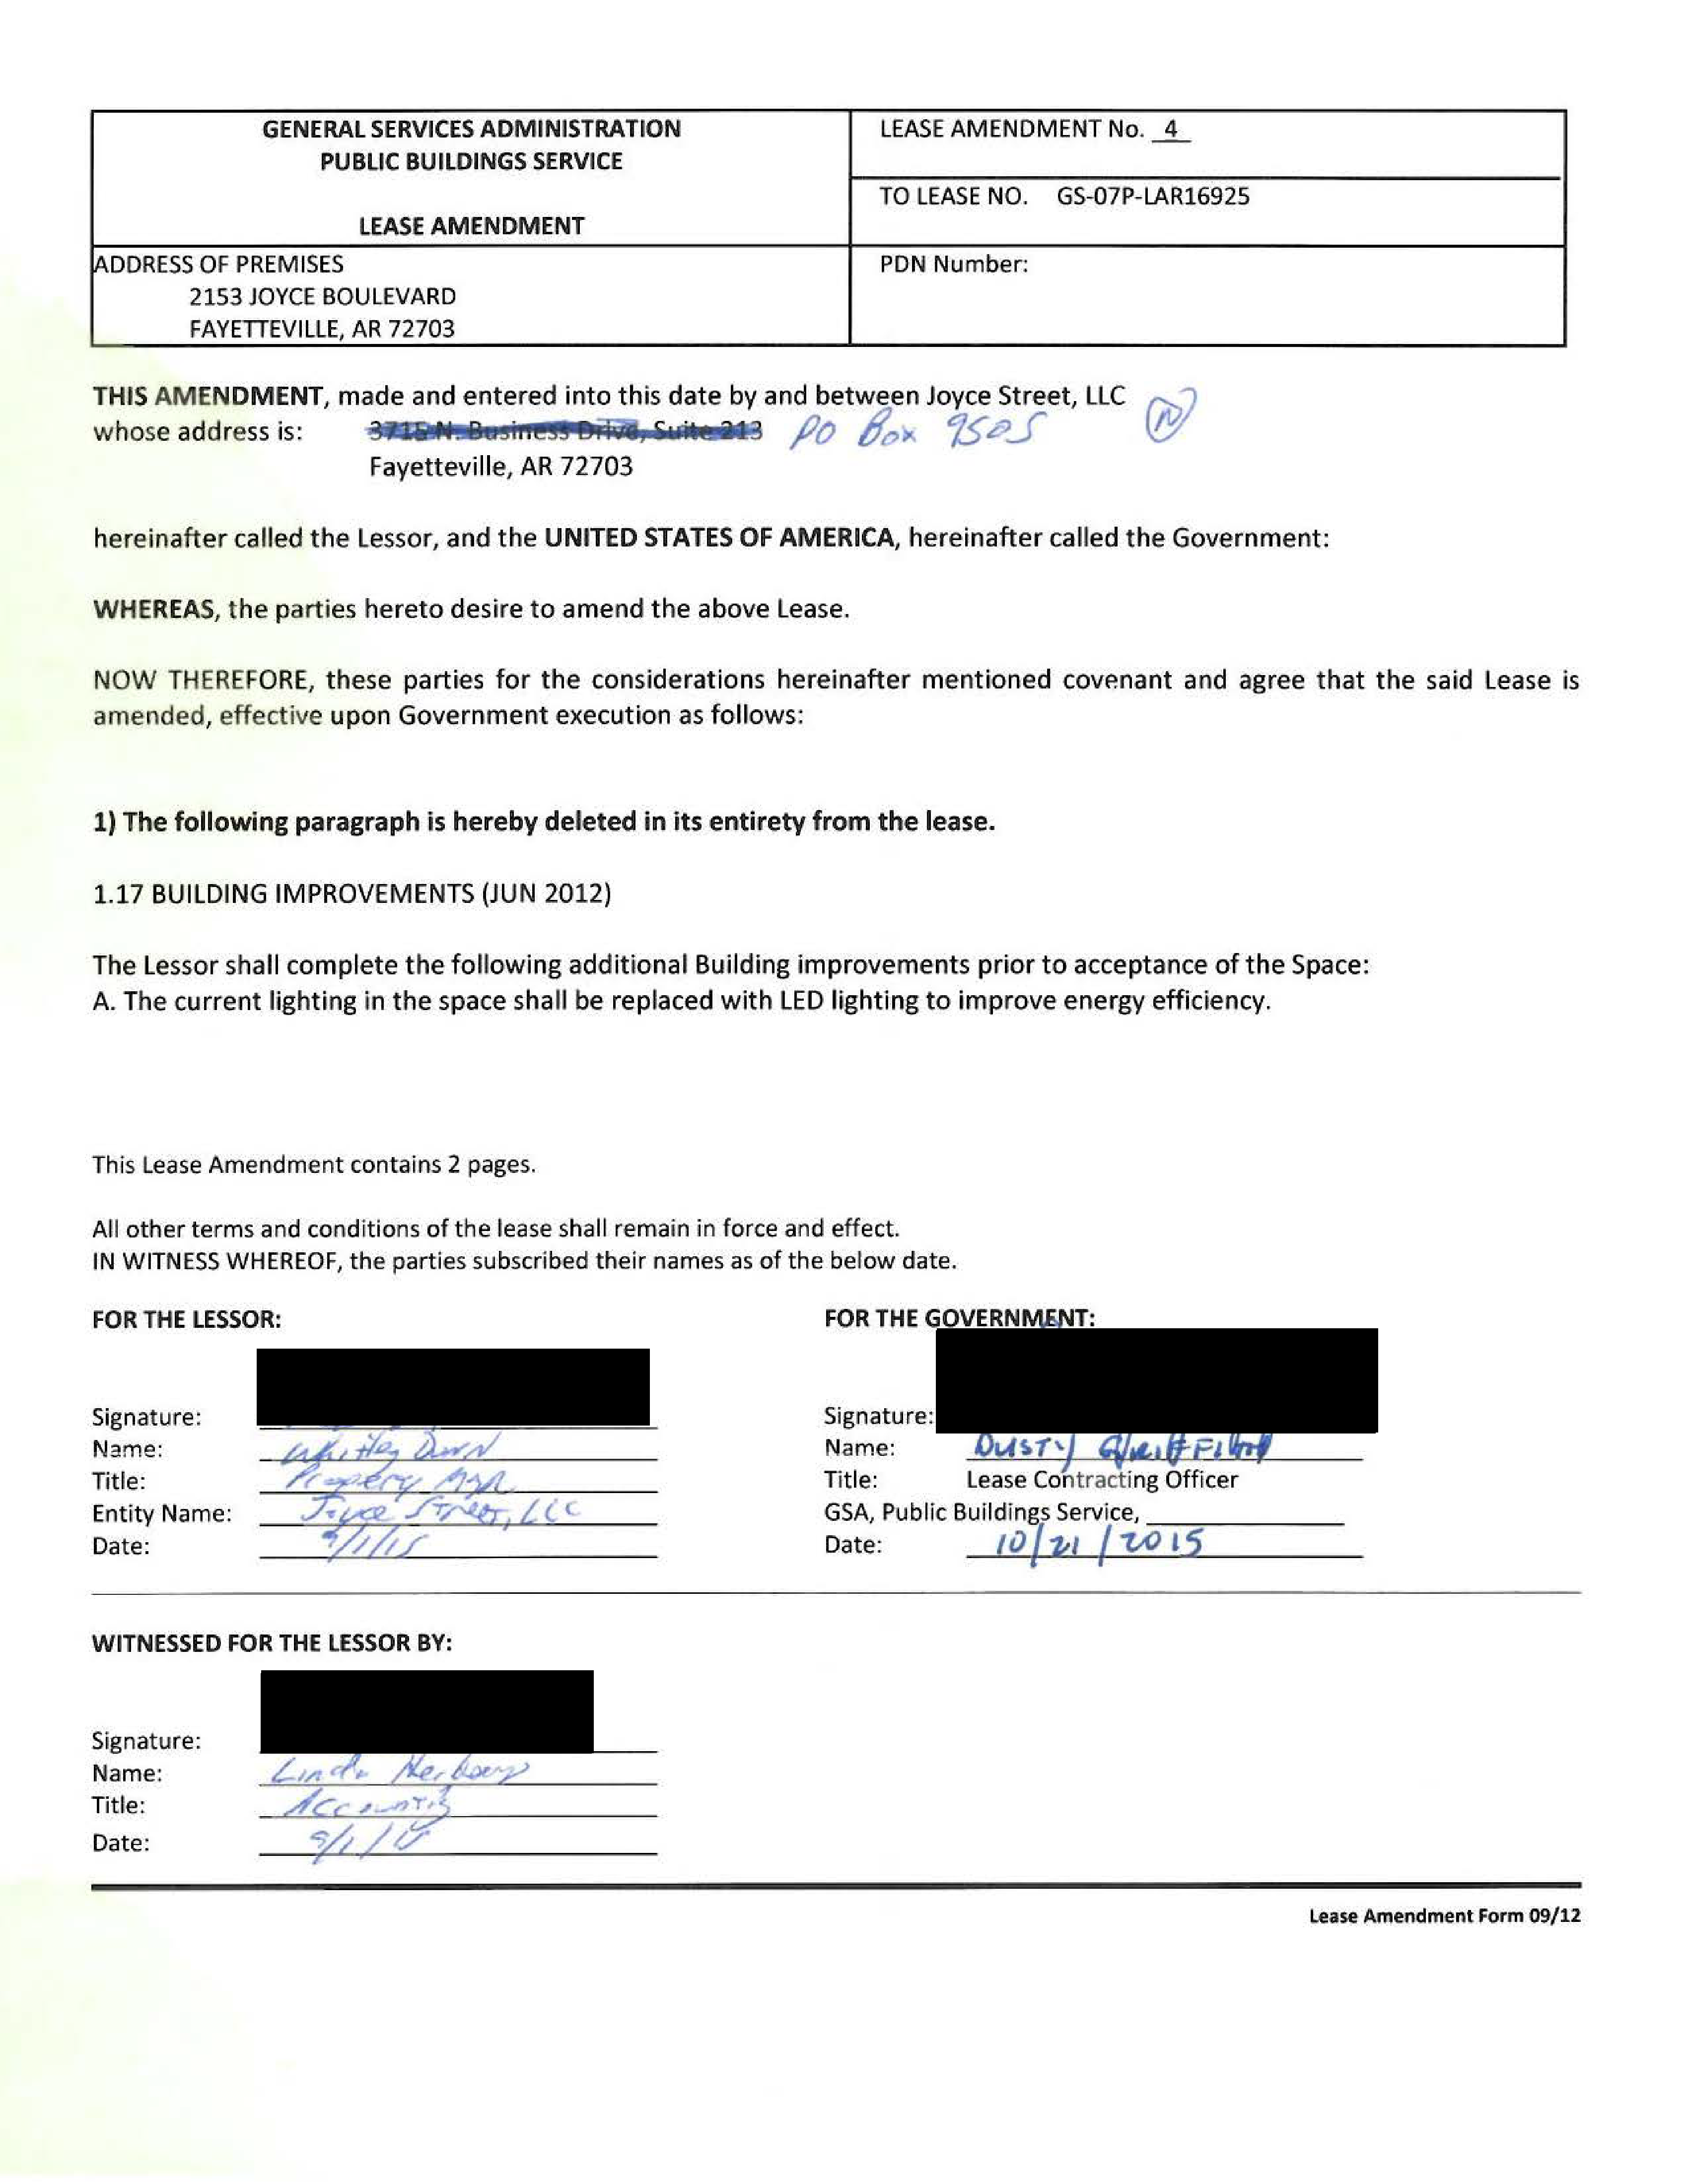 GENERAL SERVICES ADMINISTRATION
PUBLIC BUILDINGS SERVICE
LEASE AMENDMENT
LEASE AMENDMENT No. 4
TO LEASE NO. GS-07P-LAR16925
ADDRESS OF PREMISES
2153 JOYCE BOULEVARD
FAYETTEVILLE, AR 72703
PDN Number:
THIS AMENDMENT, made and entered into this date by and between Joyce Street, LLC
whose address is: 3715 N. Business Drive, Suite 213 PO Box 9505
Fayetteville, AR 72703
hereinafter called the Lessor, and the UNITED STATES OF AMERICA, hereinafter called the Government:
WHEREAS, the parties hereto desire to amend the above Lease.
NOW THEREFORE, these parties for the considerations hereinafter mentioned covenant and agree that the said Lease is
amended, effective upon Government execution as follows:
1) The following paragraph is hereby deleted in its entirety from the lease.
1.17 BUILDING IMPROVEMENTS (JUN 2012)
The Lessor shall complete the following additional Building improvements prior to acceptance of the Space:
A. The current lighting in the space shall be replaced with LED lighting to improve energy efficiency.
This Lease Amendment contains 2 pages.
All other terms and conditions of the lease shall remain in force and effect.
IN WITNESS WHEREOF, the parties subscribed their names as of the below date.
FOR THE LESSOR:
Signature:
Name:
Title: Property Mgr
Entity Name: Joyce Street, LLC
Date: 9/1/15
FOR THE GOVERNMENT:
Signature:
Name: Dusty
Title: Lease Contracting Officer
GSA, Public Buildings Service,
Date: 10/21/2015
WITNESSED FOR THE LESSOR BY:
Signature:
Name: Linda
Title: Accounting
Date: 9/1/15
Lease Amendment Form 09/12